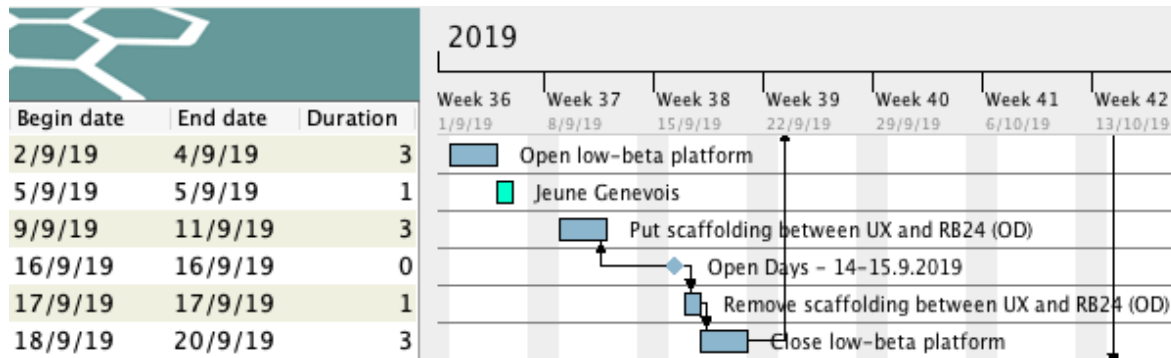 2019
Week 36 Week 37 Week 38 Week 39 Week 40 Week 41 Week 42
Begin date End date Duration 1/9/19 8/9/19 15/9/19 22/9/19 29/9/19 6/10/19 13/10/19
2/9/19 4/9/19 3 Open low-beta platform
5/9/19 5/9/19 1 Jeune Genevois
9/9/19 11/9/19 3 Put scaffolding between UX and RB24 (OD)
16/9/19 16/9/19 0 Open Days - 14-15.9.2019
17/9/19 17/9/19 1 Remove scaffolding between UX and RB24 (OD)
18/9/19 20/9/19 3 Close low-beta platform